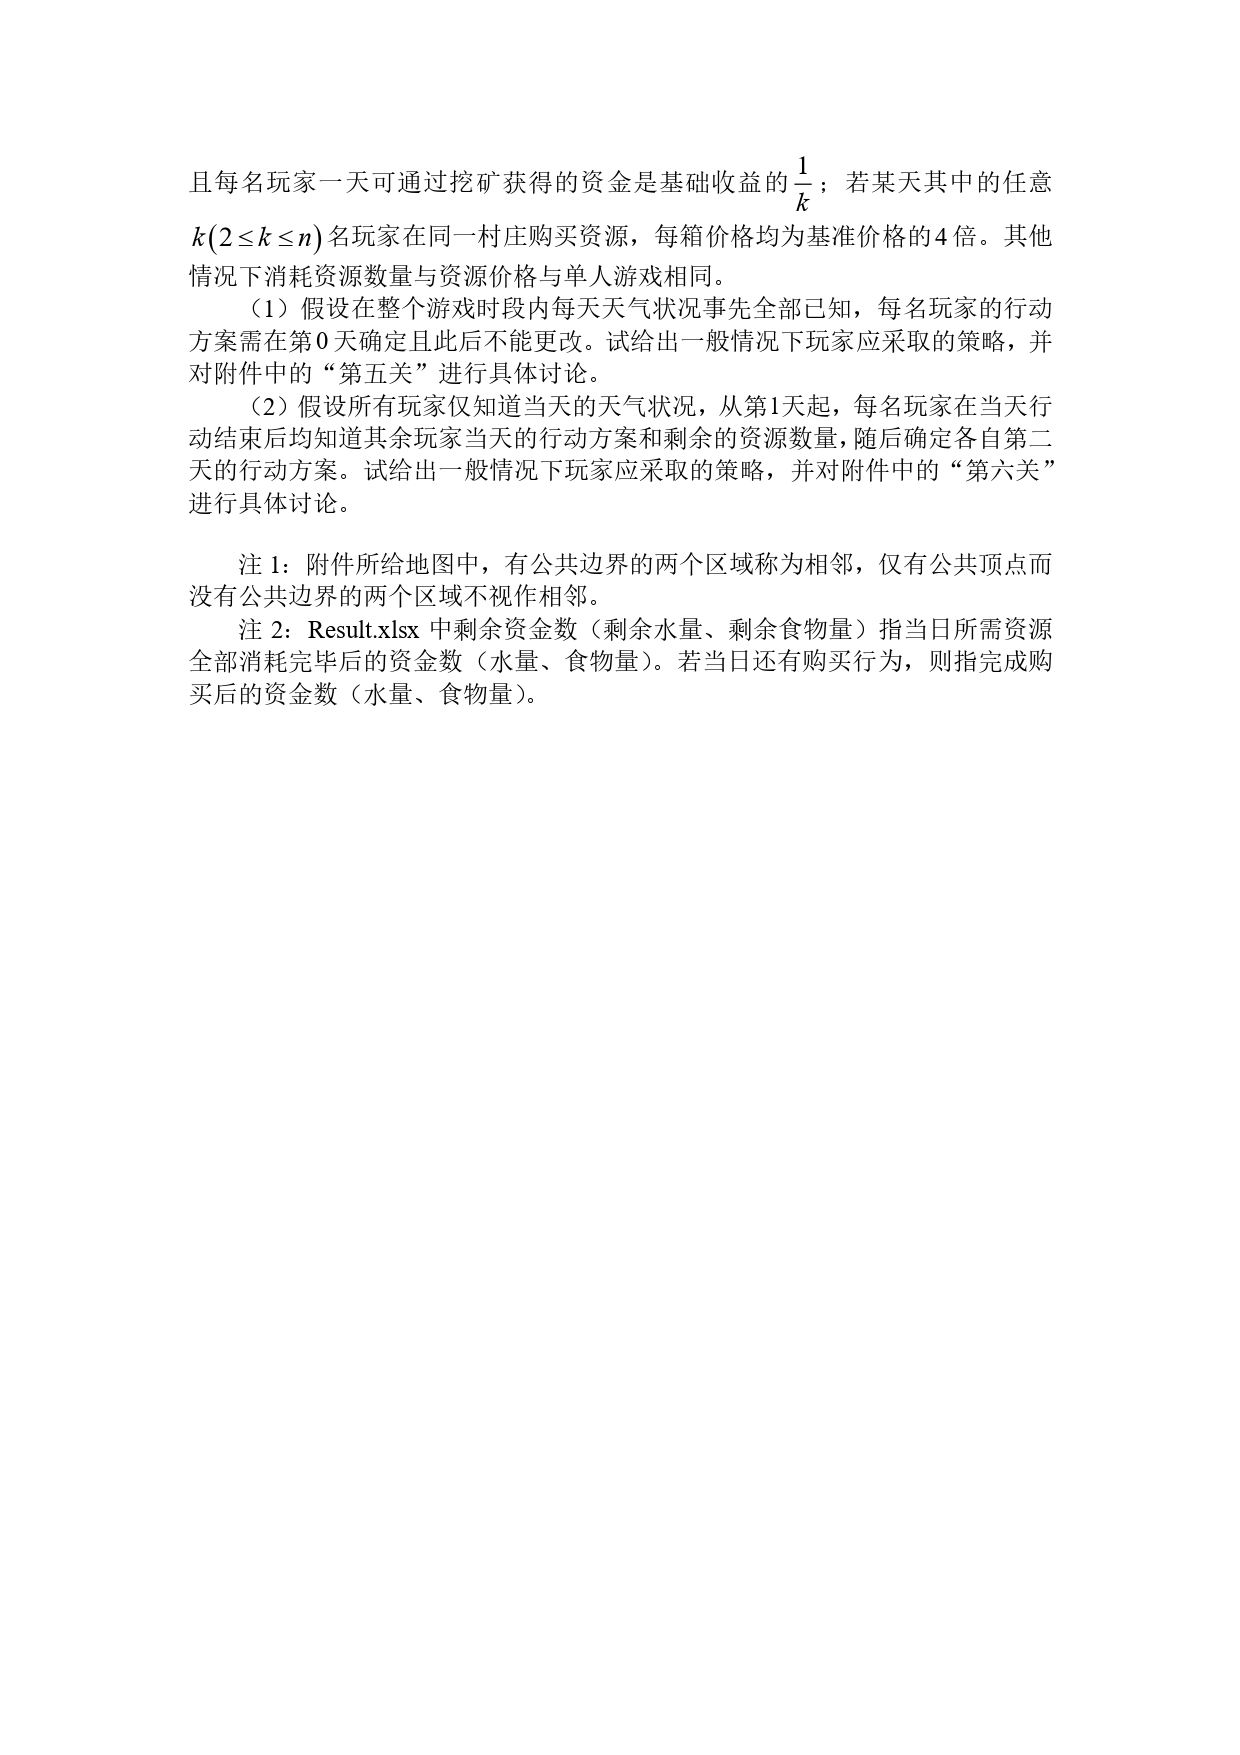 且每名玩家一天可通过挖矿获得的资金是基础收益的 1/k ；若某天其中的任意
k(2≤k≤n)名玩家在同一村庄购买资源，每箱价格均为基准价格的4倍。其他
情况下消耗资源数量与资源价格与单人游戏相同。
（1）假设在整个游戏时段内每天天气状况事先全部已知，每名玩家的行动
方案需在第0天确定且此后不能更改。试给出一般情况下玩家应采取的策略，并
对附件中的“第五关”进行具体讨论。
（2）假设所有玩家仅知道当天的天气状况，从第1天起，每名玩家在当天行
动结束后均知道其余玩家当天的行动方案和剩余的资源数量，随后确定各自第二
天的行动方案。试给出一般情况下玩家应采取的策略，并对附件中的“第六关”
进行具体讨论。
注 1：附件所给地图中，有公共边界的两个区域称为相邻，仅有公共顶点而
没有公共边界的两个区域不视作相邻。
注 2：Result.xlsx 中剩余资金数（剩余水量、剩余食物量）指当日所需资源
全部消耗完毕后的资金数（水量、食物量）。若当日还有购买行为，则指完成购
买后的资金数（水量、食物量）。